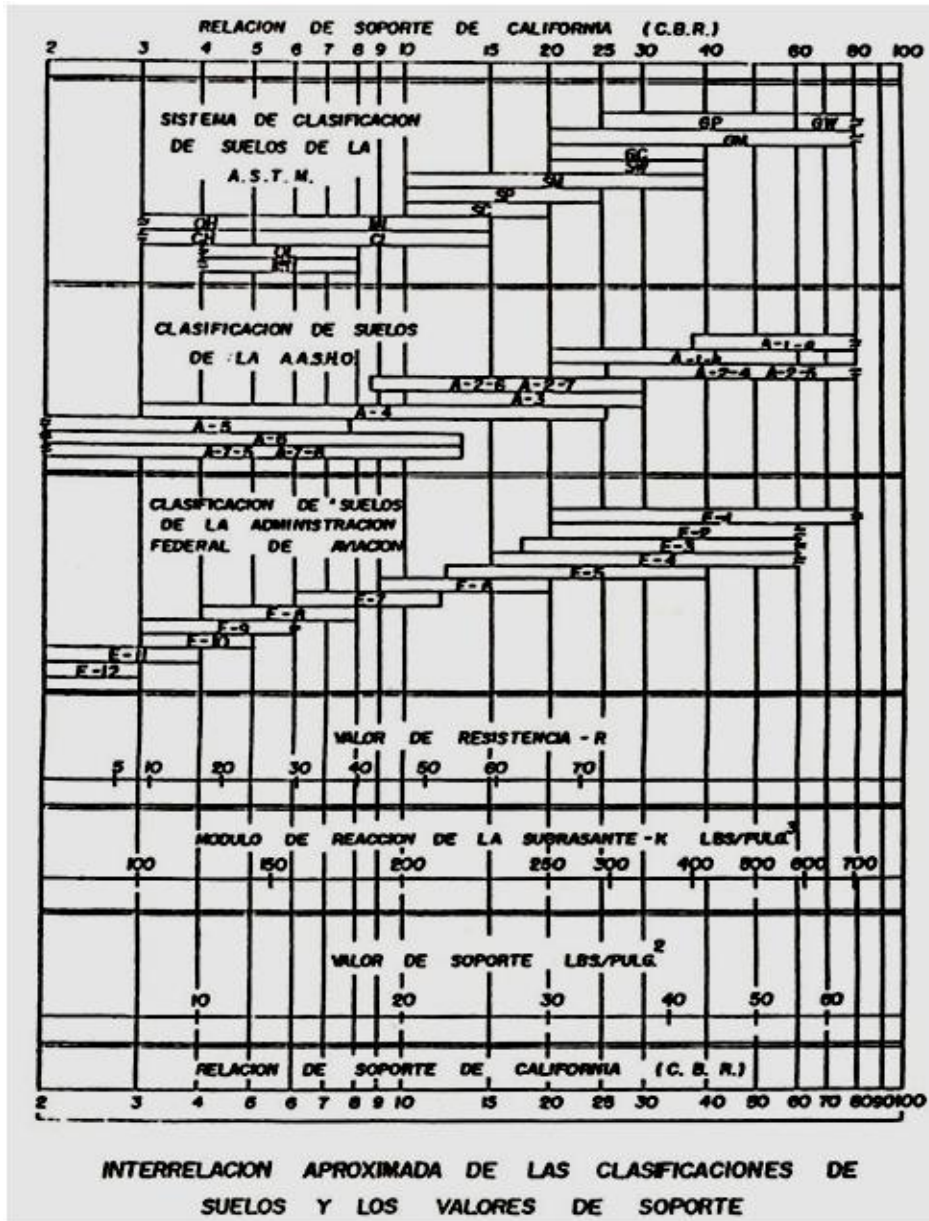 RELACION DE SOPORTE DE CALIFORNIA (C.B.R.)
2 3 4 5 6 7 8 9 10 15 20 25 30 40 60 80 100
SISTEMA DE CLASIFICACION
DE SUELOS DE LA
A.S.T.M.
GP GW
GM
GC
SW
SM
SP
SC
OH MH
CH CL
OL
CLASIFICACION DE SUELOS
DE LA A.A.S.H.O.
A-1-a
A-1-b
A-2-4 A-2-5
A-2-6 A-2-7
A-3
A-4
A-5
A-6
A-7-5 A-7-6
CLASIFICACION DE SUELOS
DE LA ADMINISTRACION
FEDERAL DE AVIACION
E-1
E-2
E-3
E-4
E-5
E-6
E-7
E-8
E-9
E-10
E-11
E-12
VALOR DE RESISTENCIA - R
5 10 20 30 40 50 60 70
MODULO DE REACCION DE LA SUBRASANTE - K LBS/PULG.3
100 150 200 250 300 400 500 600 700
VALOR DE SOPORTE LBS./PULG.2
10 20 30 40 50 60
RELACION DE SOPORTE DE CALIFORNIA (C. B. R.)
2 3 4 5 6 7 8 9 10 15 20 25 30 40 50 60 70 80 90 100
INTERRELACION APROXIMADA DE LAS CLASIFICACIONES DE
SUELOS Y LOS VALORES DE SOPORTE